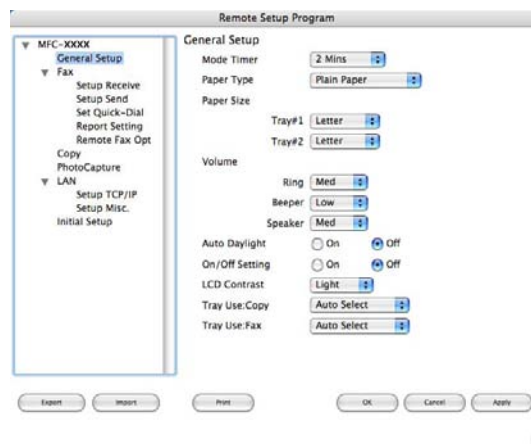 Remote Setup Program
MFC-XXXX
General Setup
Fax
Setup Receive
Setup Send
Set Quick-Dial
Report Setting
Remote Fax Opt
Copy
PhotoCapture
LAN
Setup TCP/IP
Setup Misc.
Initial Setup
General Setup
Mode Timer 2 Mins
Paper Type Plain Paper
Paper Size
Tray#1 Letter
Tray#2 Letter
Volume
Ring Med
Beeper Low
Speaker Med
Auto Daylight On Off
On/Off Setting On Off
LCD Contrast Light
Tray Use:Copy Auto Select
Tray Use:Fax Auto Select
Export Import Print OK Cancel Apply